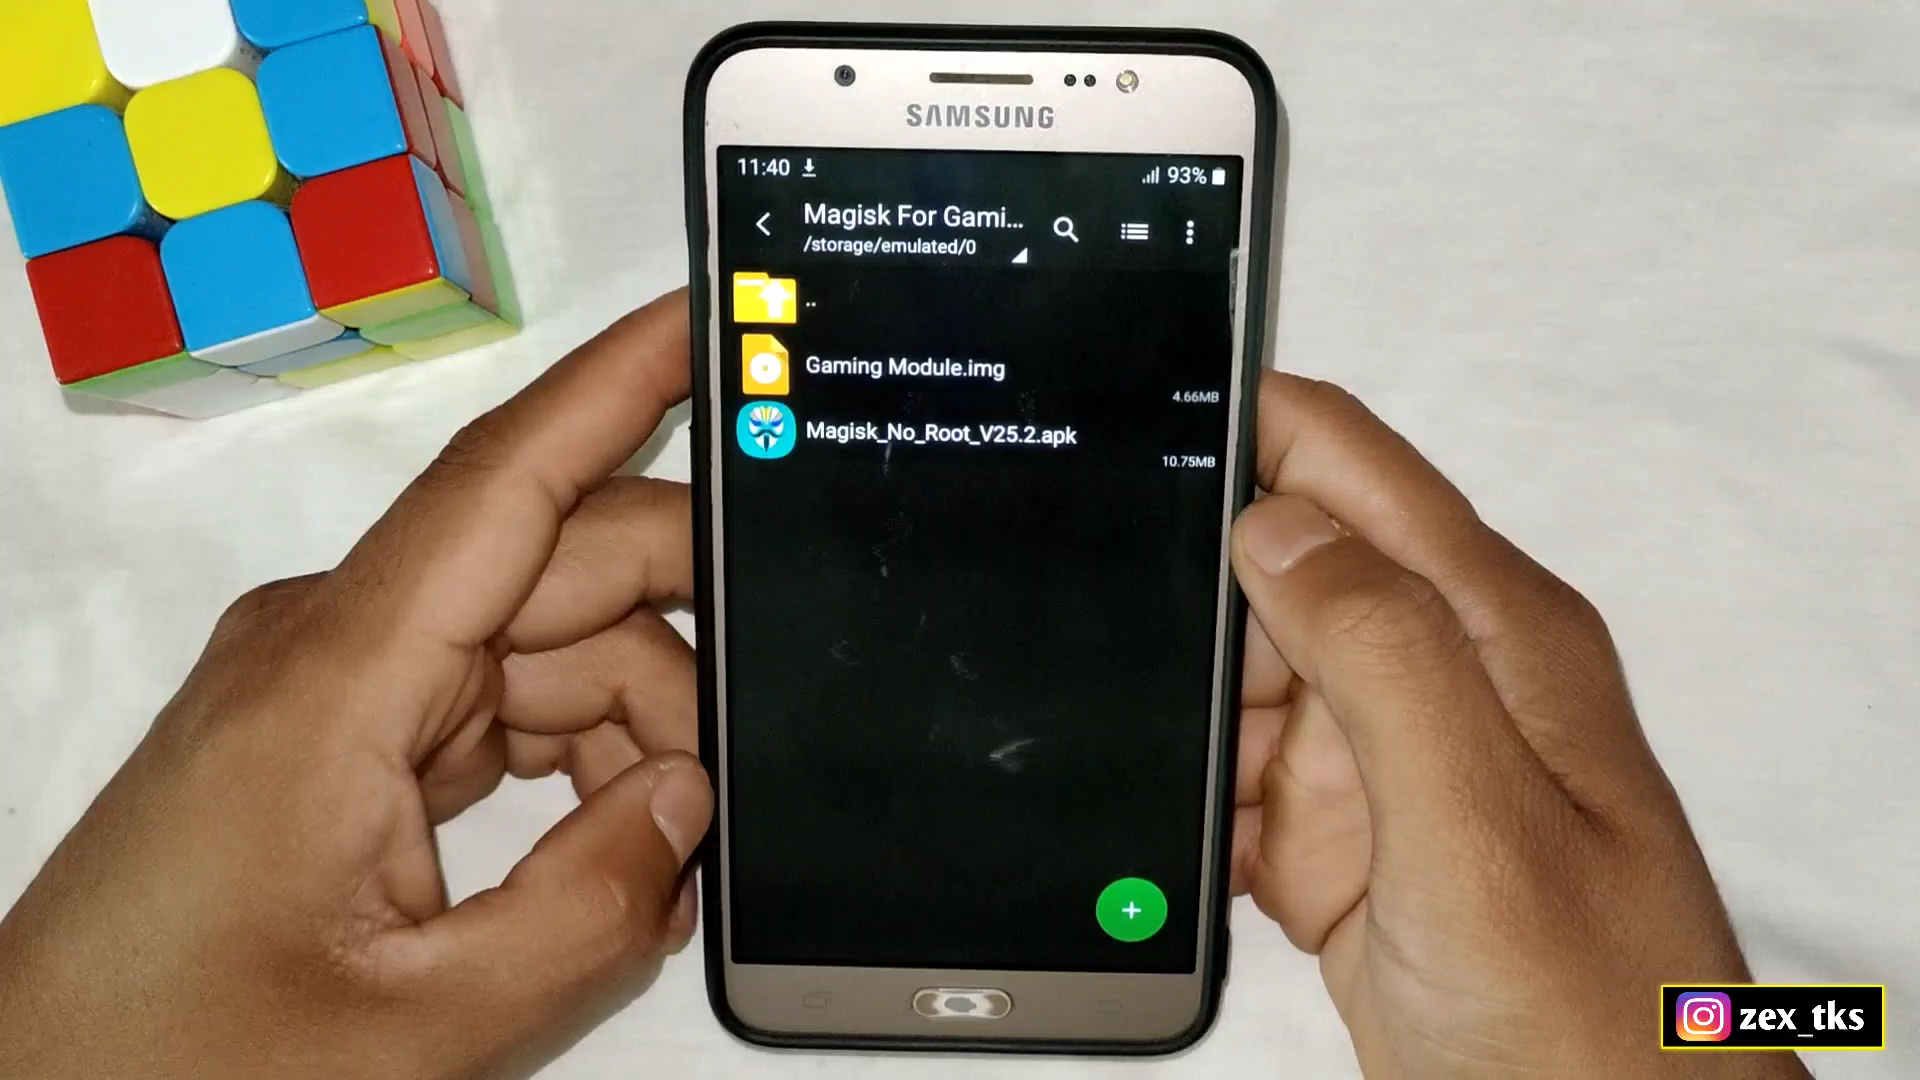 SAMSUNG
11:40
93%
Magisk For Gami...
/storage/emulated/0
..
Gaming Module.img
4.66MB
Magisk_No_Root_V25.2.apk
10.75MB
+
zex_tks